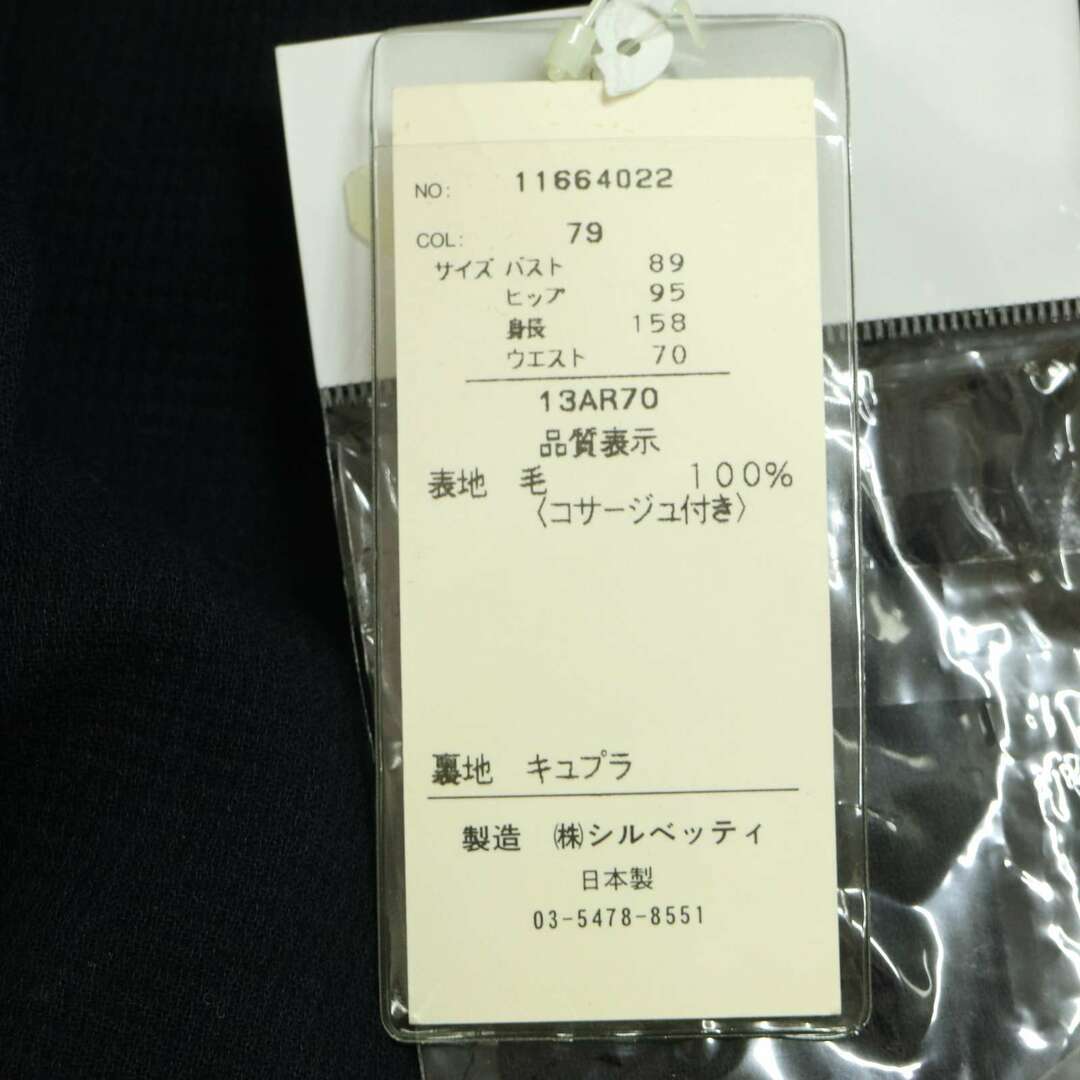 NO: 11664022
COL: 79
サイズ バスト 89
ヒップ 95
身長 158
ウエスト 70
13AR70
品質表示
表地 毛 100%
〈コサージュ付き〉
裏地 キュプラ
製造 ㈱シルベッティ
日本製
03-5478-8551